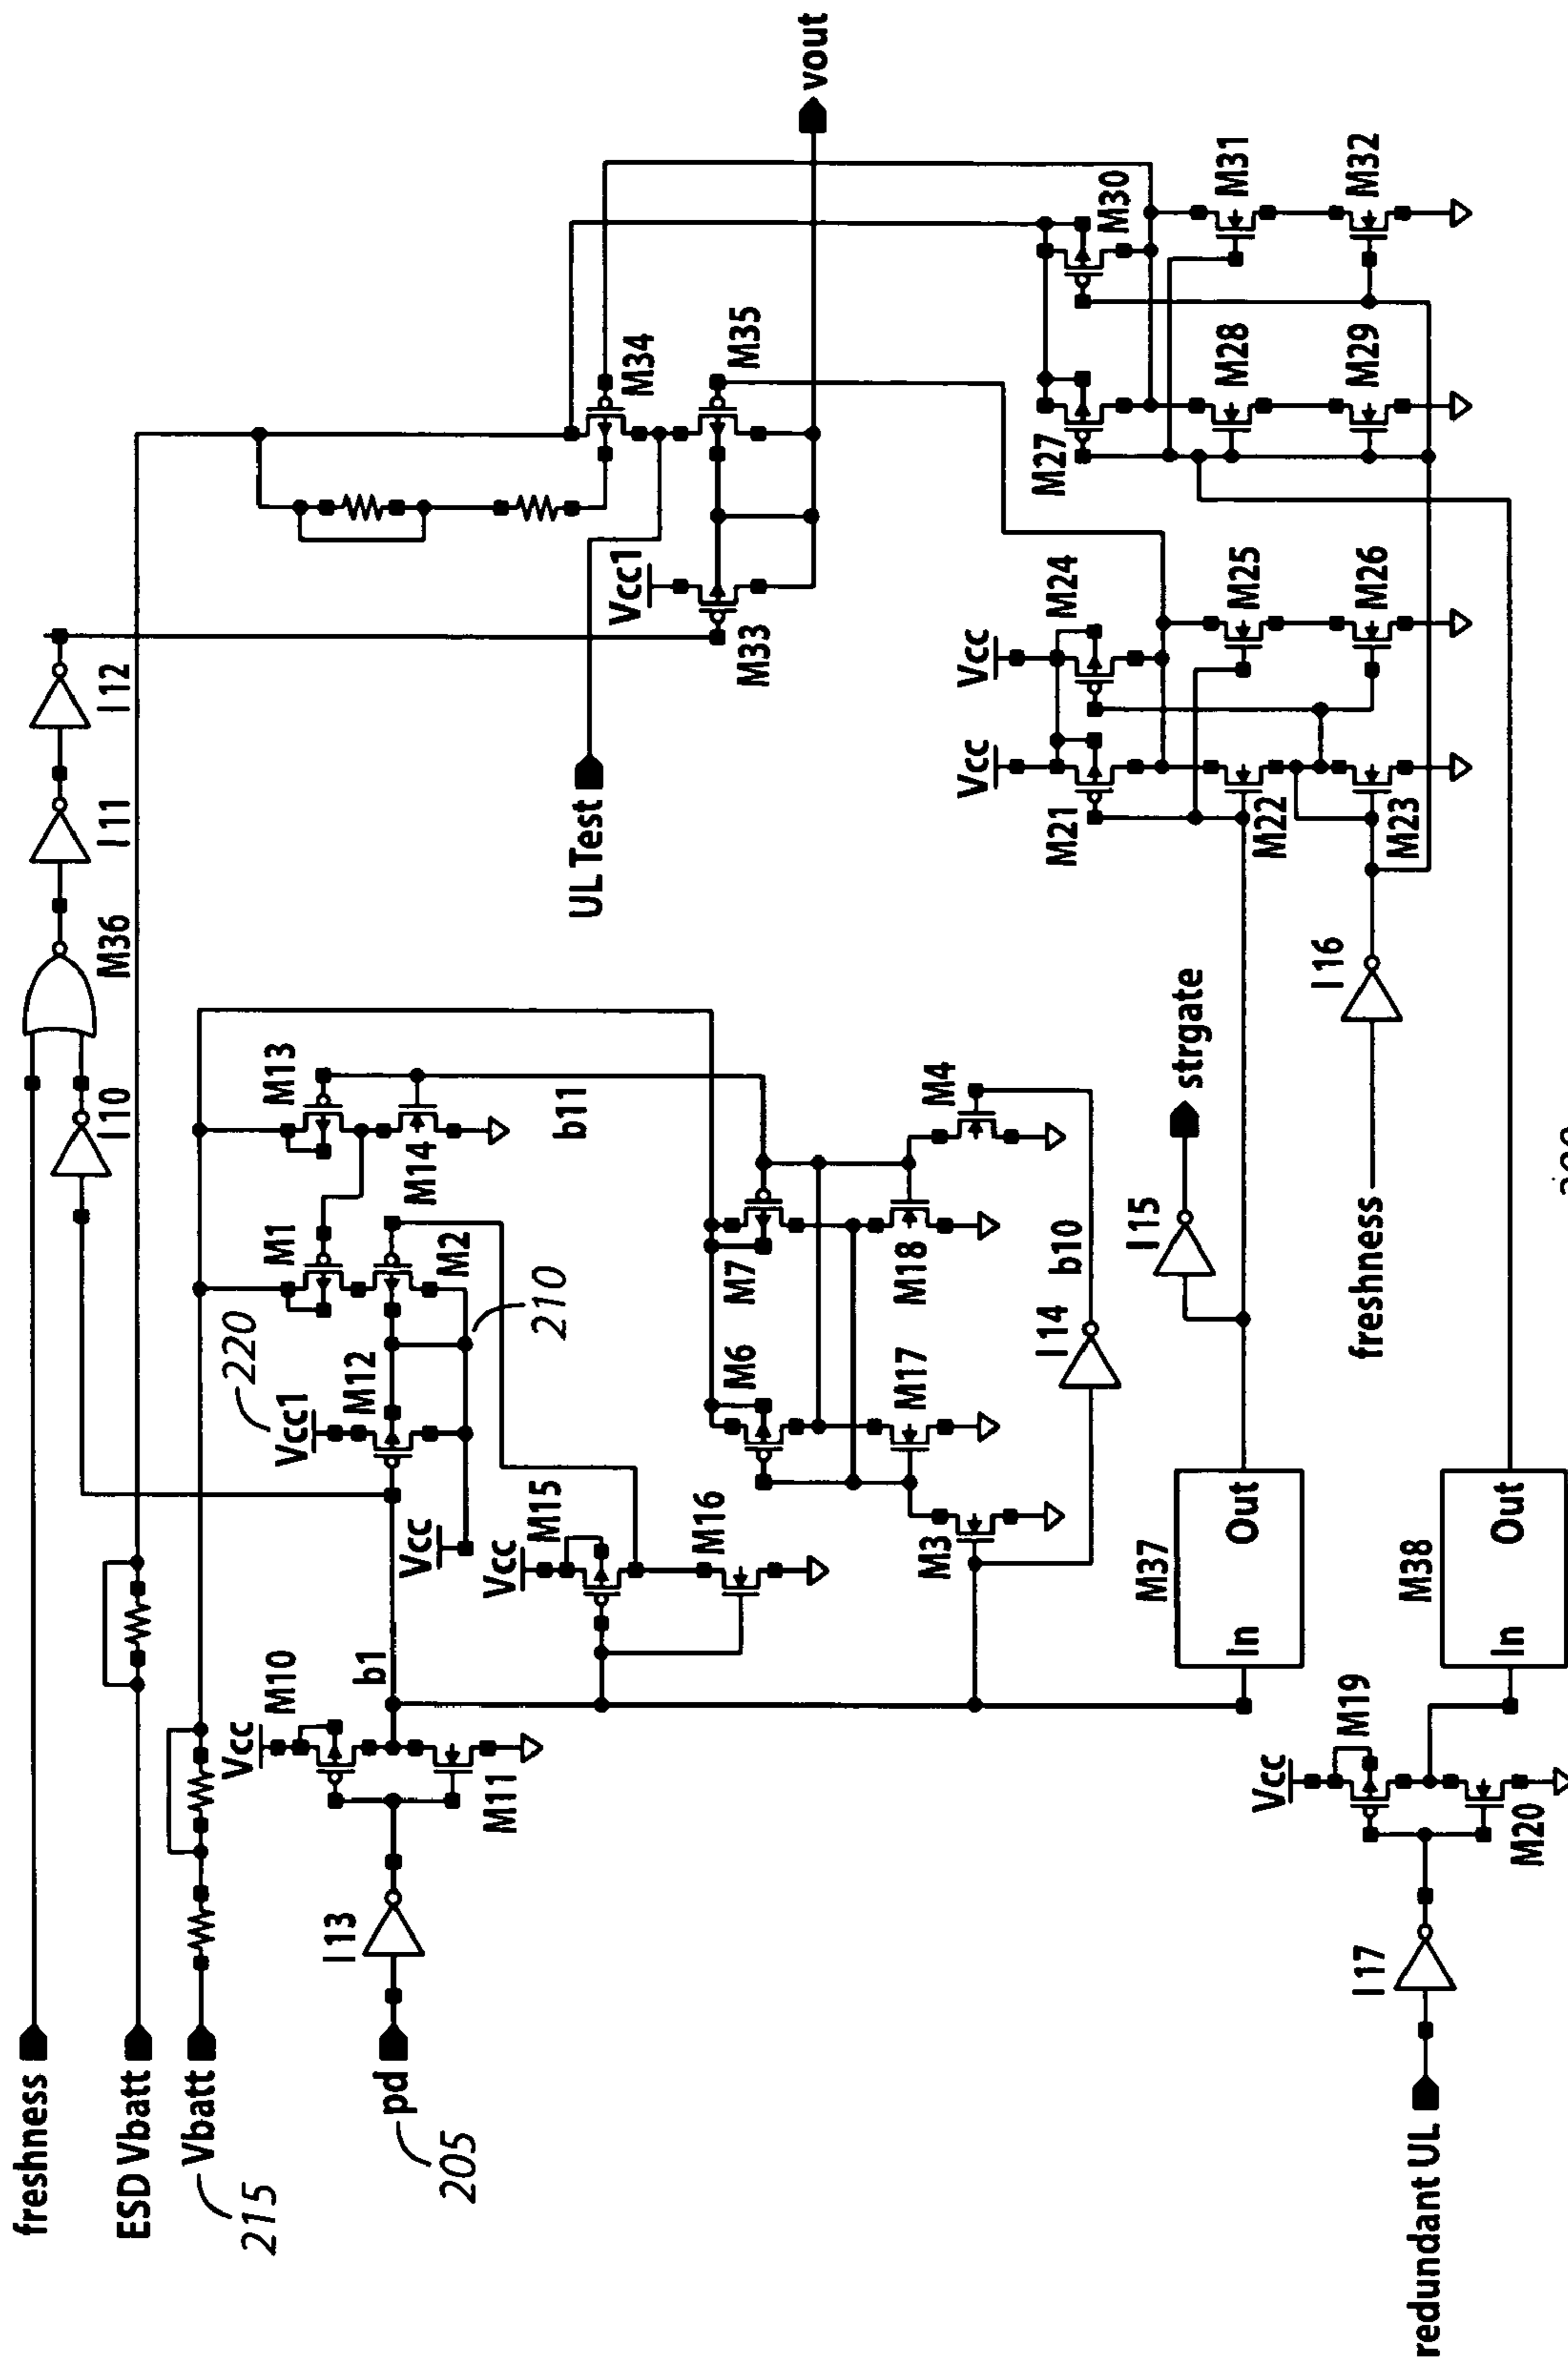 freshness
ESD Vbatt
Vbatt
215
pd
205
redundant UL
I13
I17
Vcc
M10
M11
b1
Vcc
M19
M20
M37
In
Out
M38
In
Out
Vcc
M15
M16
Vcc
Vcc1
220
M12
M1
M2
210
M13
M14
b11
M3
M6
M17
M7
M18
M4
I14
b10
I15
strgate
freshness
I16
I10
M36
I11
I12
UL Test
Vcc1
M33
M34
M35
vout
Vcc
M21
M22
M23
Vcc
M24
M25
M26
M27
M28
M29
M30
M31
M32